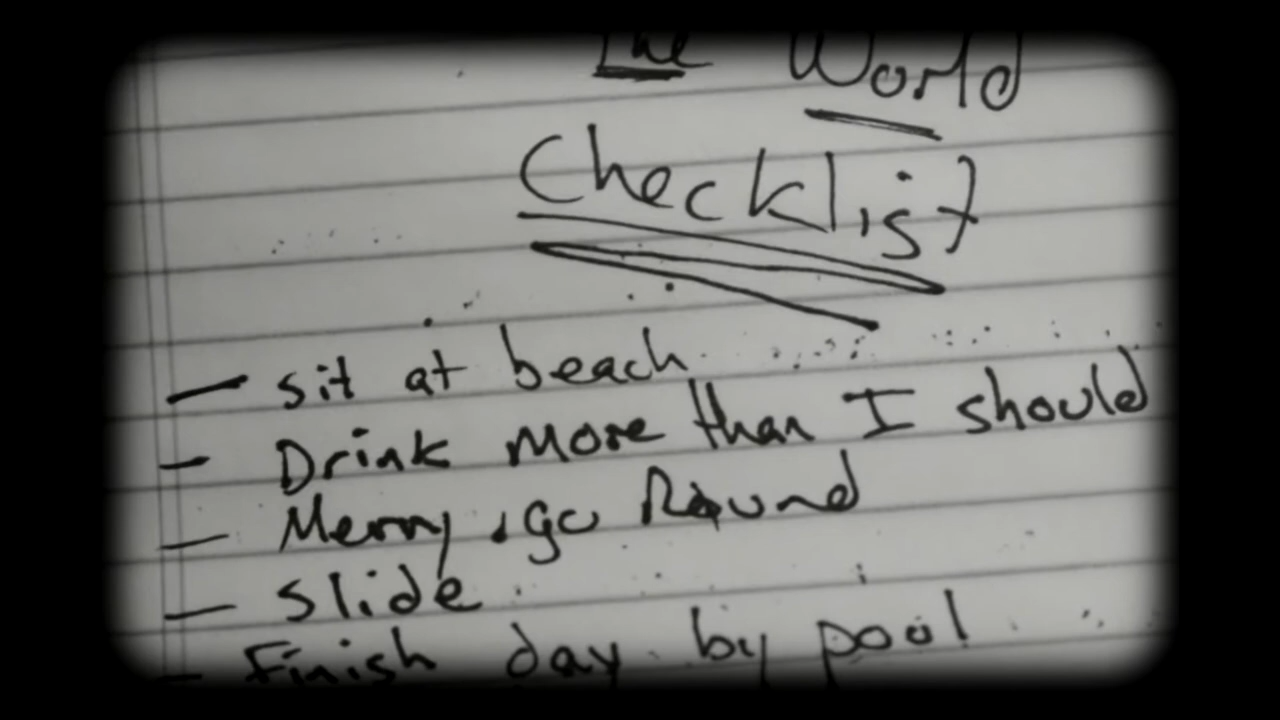 The World
Checklist
- sit at beach
- Drink more than I should
- Merry go Round
- slide
- Finish day by pool